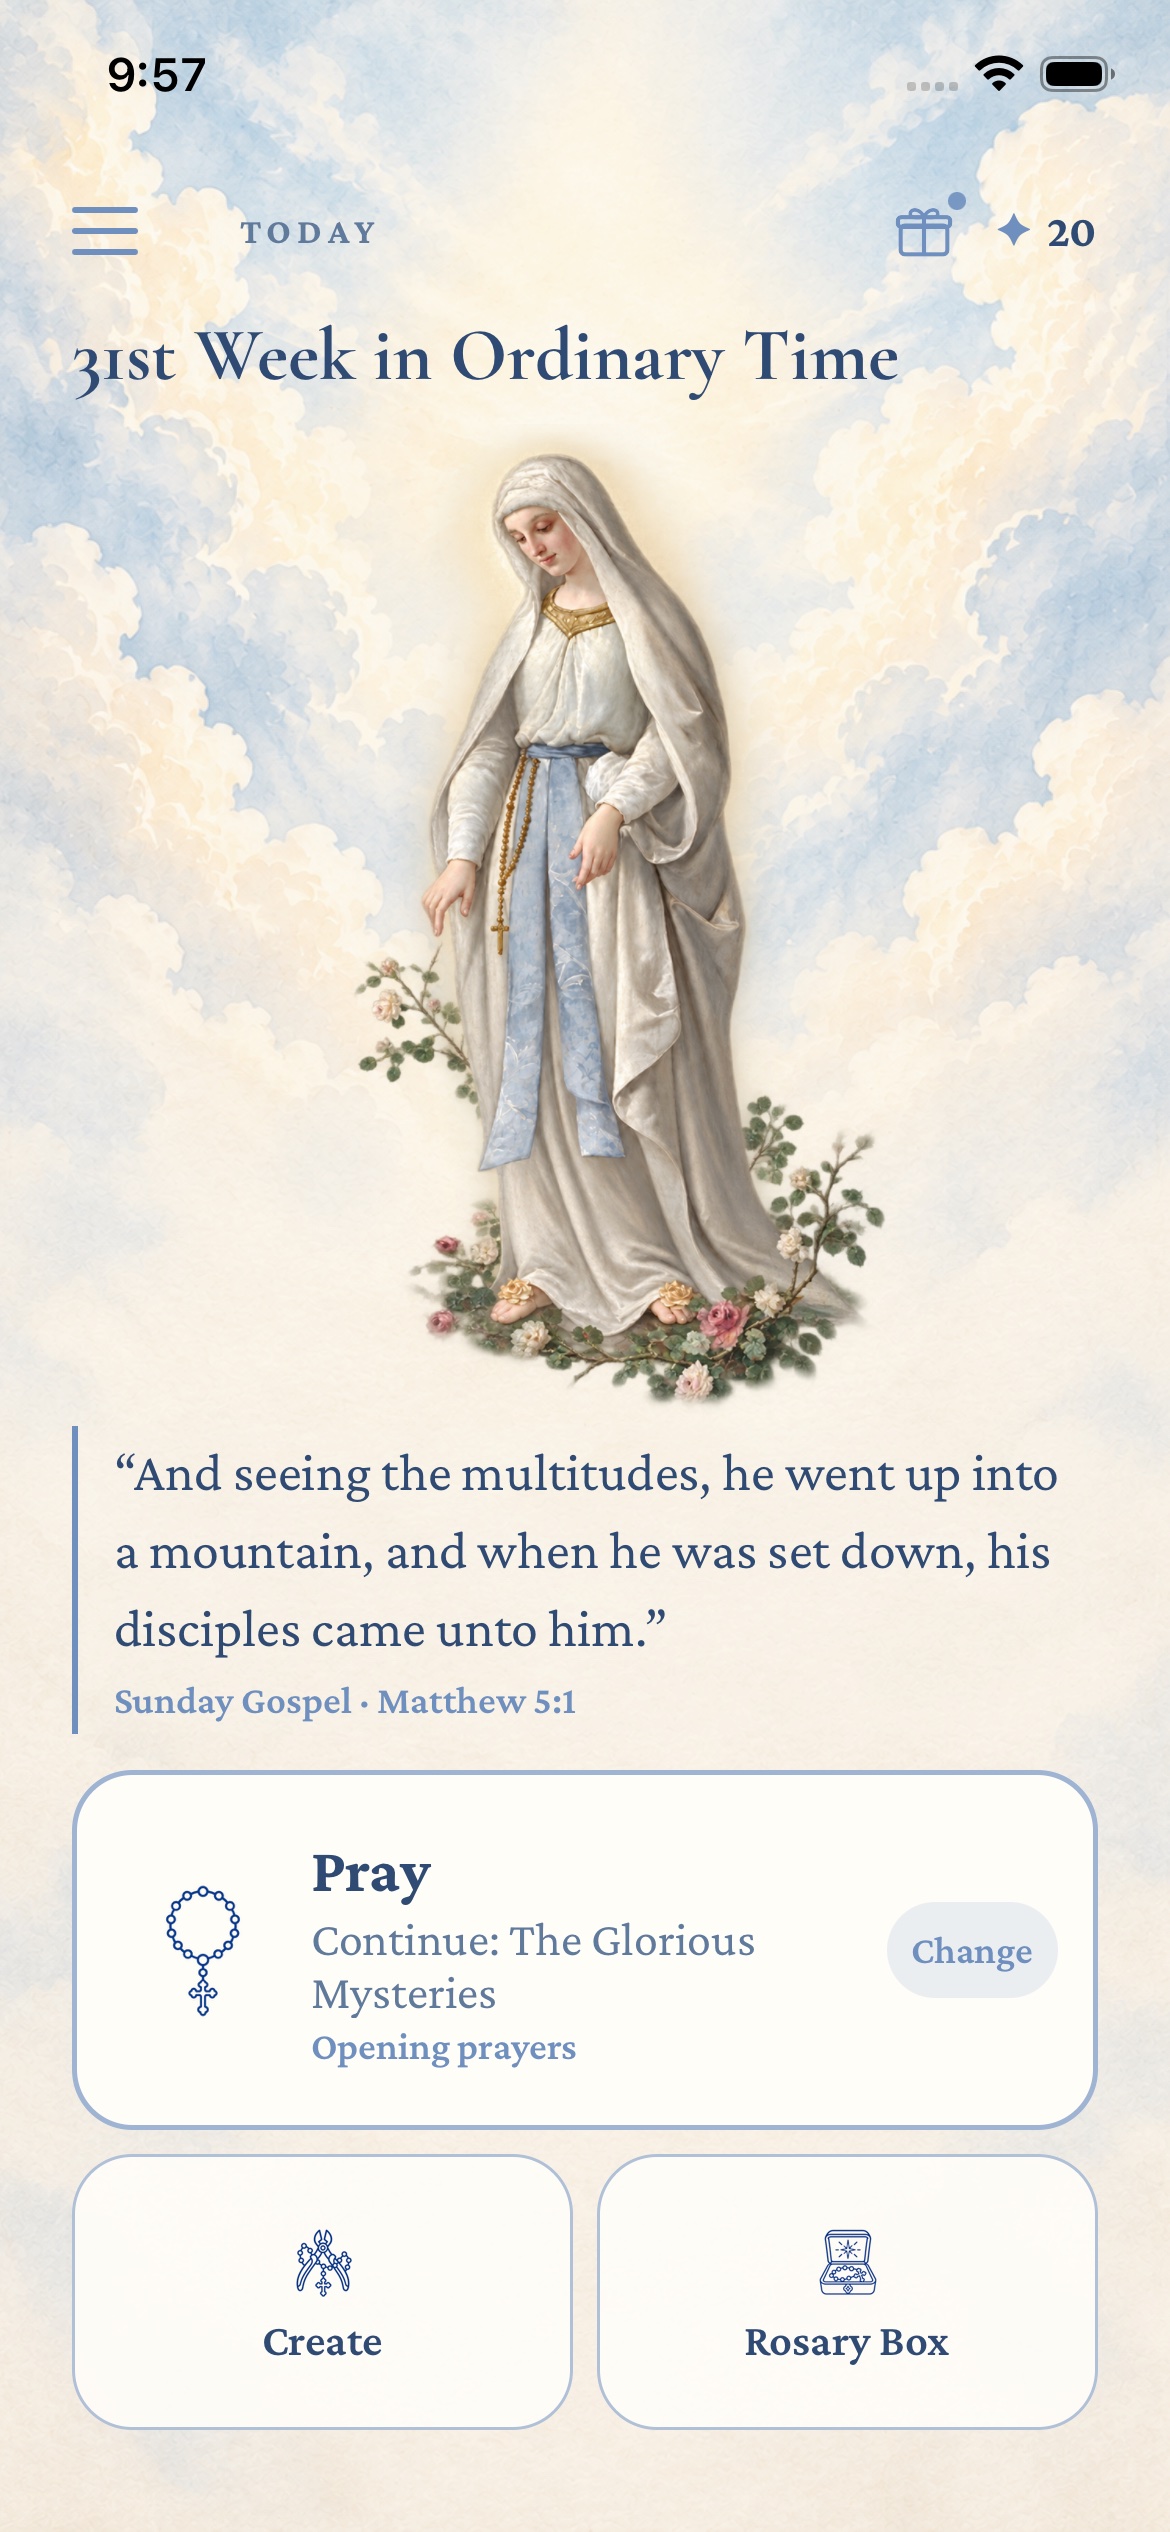 9:57
TODAY
20
31st Week in Ordinary Time
“And seeing the multitudes, he went up into
a mountain, and when he was set down, his
disciples came unto him.”
Sunday Gospel · Matthew 5:1
Pray
Continue: The Glorious
Mysteries
Opening prayers
Change
Create
Rosary Box